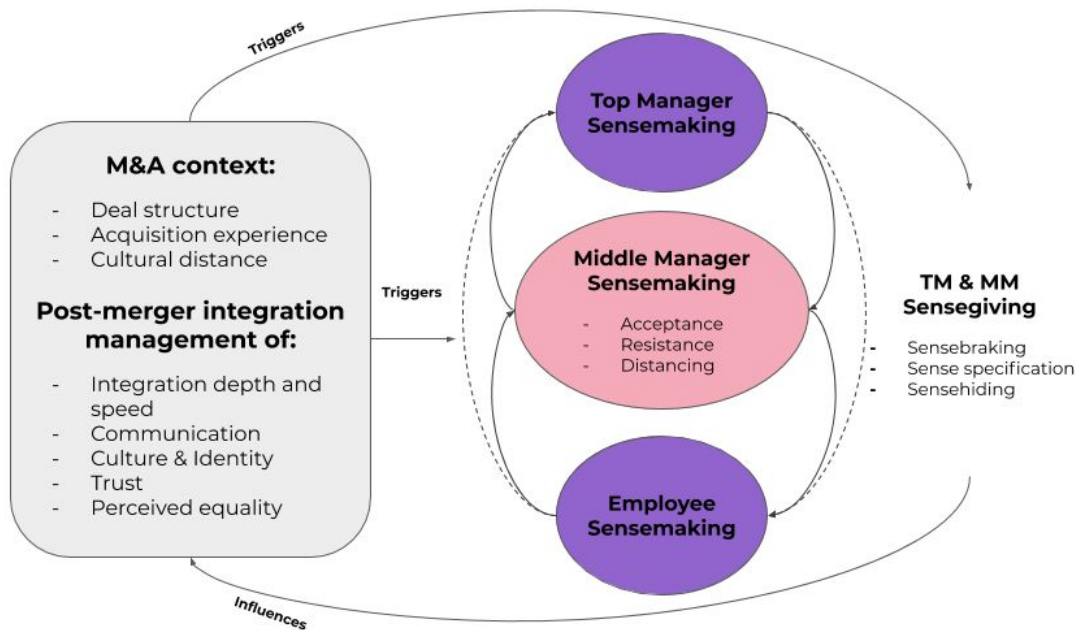 Triggers
M&A context:
- Deal structure
- Acquisition experience
- Cultural distance
Post-merger integration
management of:
- Integration depth and
speed
- Communication
- Culture & Identity
- Trust
- Perceived equality
Triggers
Top Manager
Sensemaking
Middle Manager
Sensemaking
- Acceptance
- Resistance
- Distancing
Employee
Sensemaking
TM & MM
Sensegiving
- Sensebraking
- Sense specification
- Sensehiding
Influences